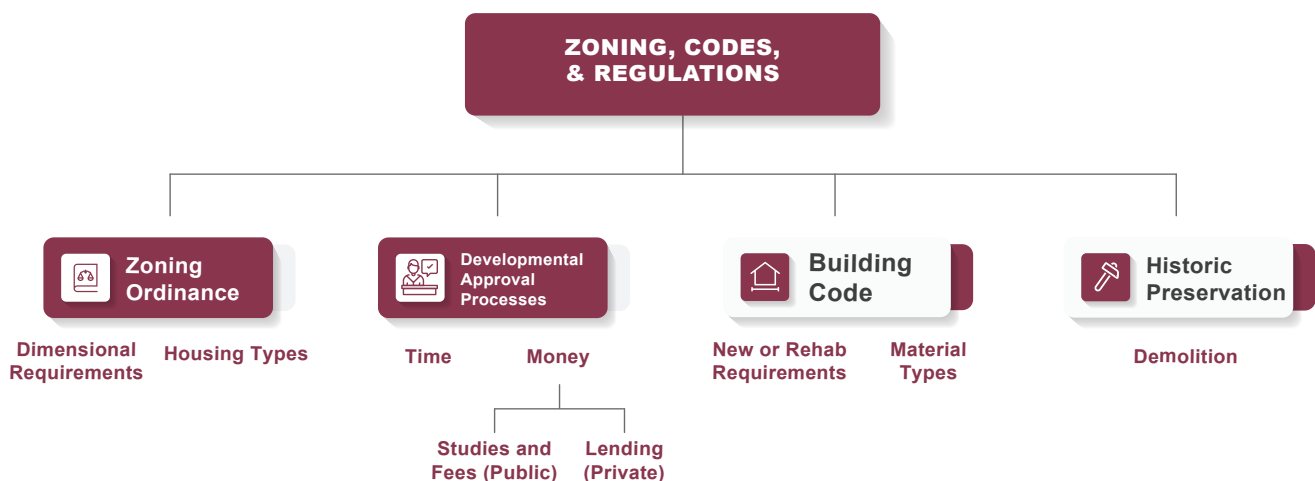 ZONING, CODES,
& REGULATIONS
Zoning
Ordinance
Developmental
Approval
Processes
Building
Code
Historic
Preservation
Dimensional
Requirements
Housing Types
Time
Money
New or Rehab
Requirements
Material
Types
Demolition
Studies and
Fees (Public)
Lending
(Private)